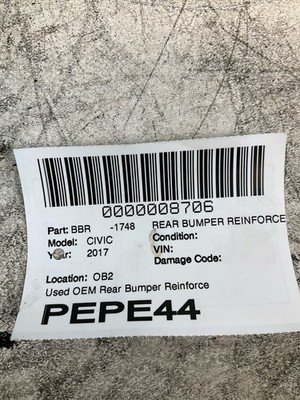 0000008706
Part: BBR -1748 REAR BUMPER REINFORCE
Model: CIVIC Condition:
Year: 2017 VIN:
Damage Code:
Location: OB2
Used OEM Rear Bumper Reinforce
PEPE44